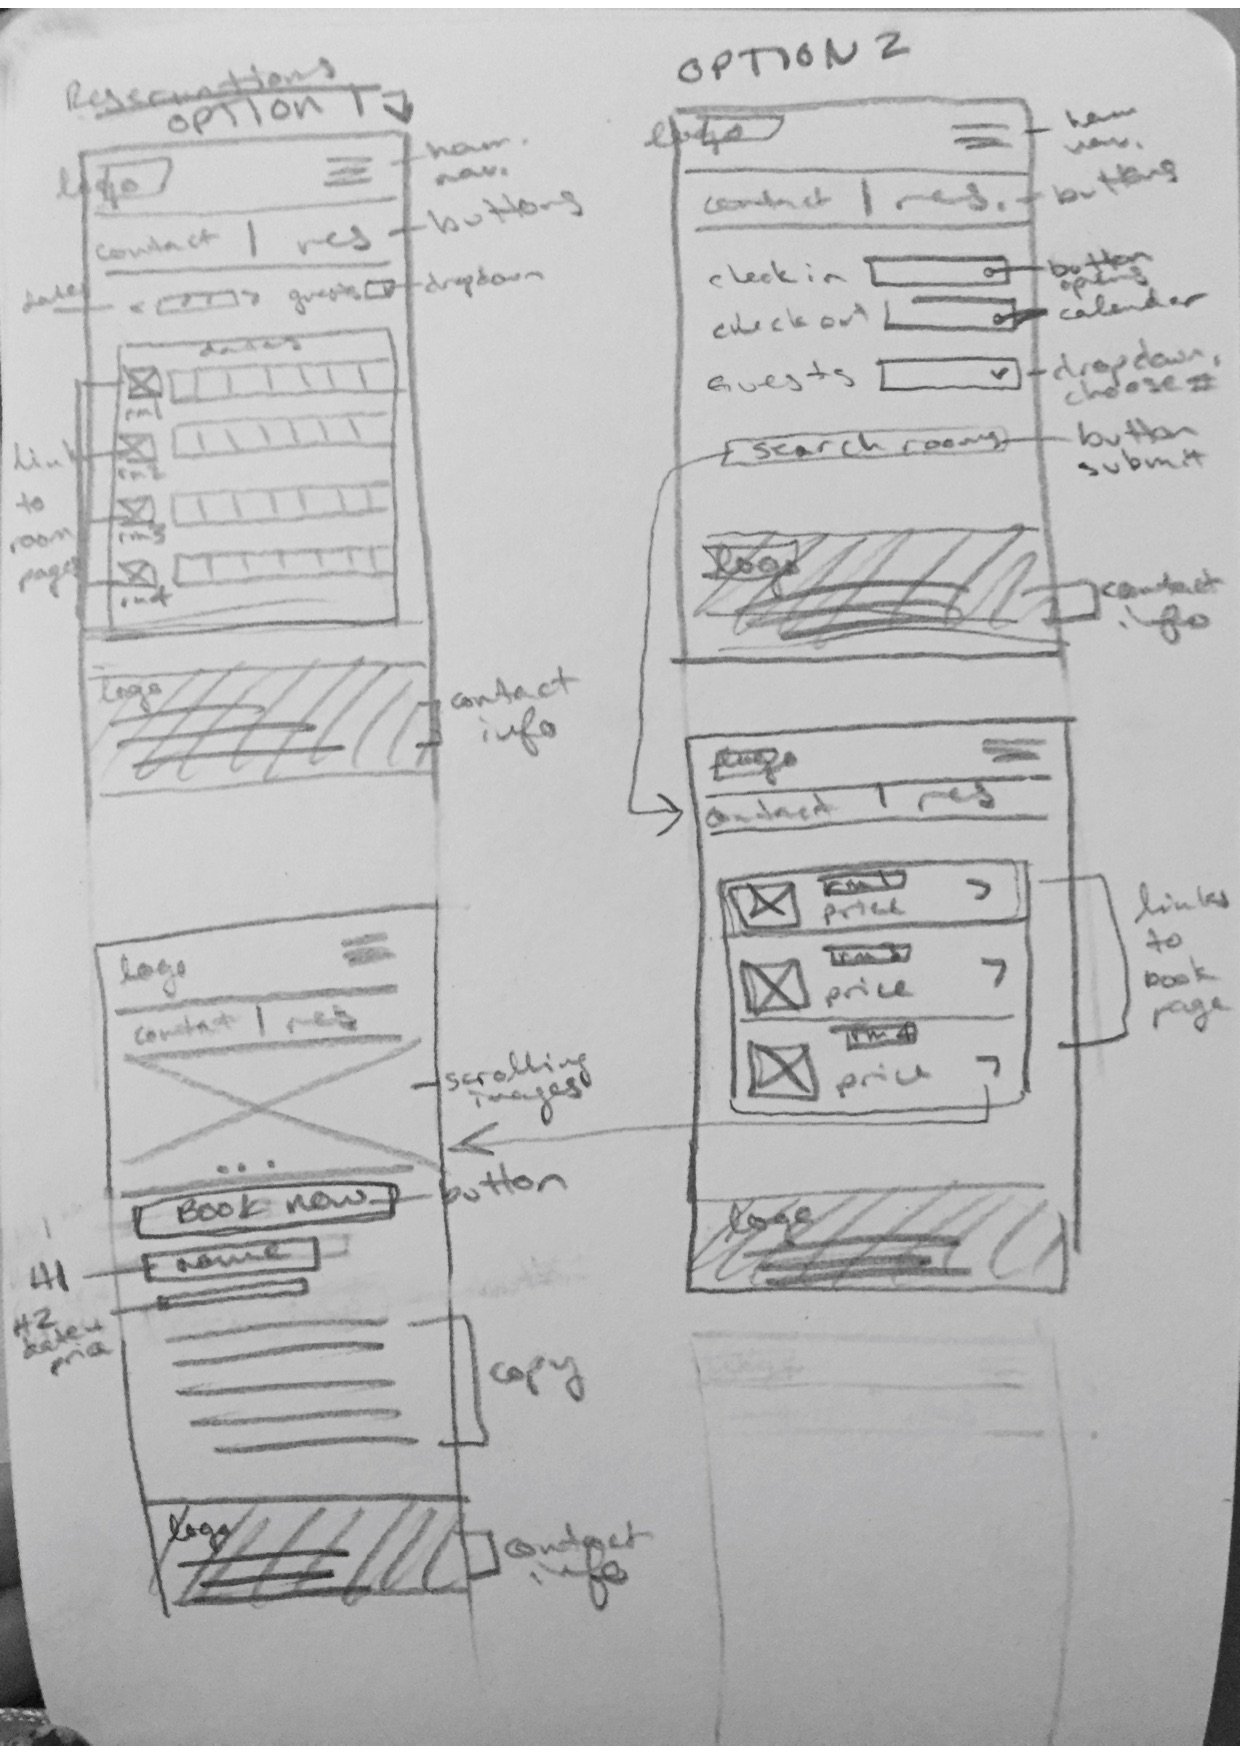 Reservations
OPTION 1
logo
ham.
nav.
contact | res
buttons
dates
guests
dropdown
dates
rm1
rm2
rm3
rm4
link
to
room
pages
logo
contact
info
logo
contact | res
scrolling
images
Book now
button
H1
name
H2
price
copy
logo
contact
info
OPTION 2
logo
ham
nav.
contact | res.
buttons
check in
button
opens
check out
calender
Guests
dropdown,
choose #
search rooms
button
submit
logo
contact
info
logo
contact | res
rm1
price
price
rm4
price
links
to
book
page
logo